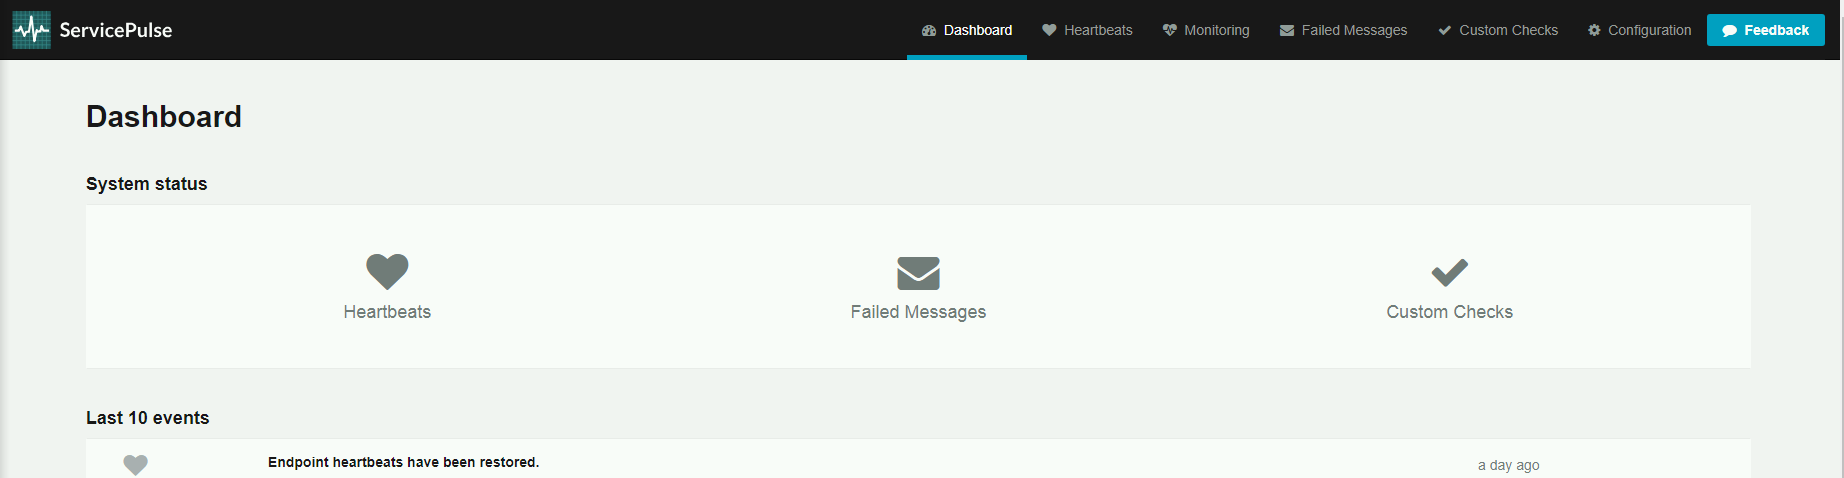 ServicePulse Dashboard Heartbeats Monitoring Failed Messages Custom Checks Configuration Feedback
Dashboard
System status
Heartbeats Failed Messages Custom Checks
Last 10 events
Endpoint heartbeats have been restored. a day ago